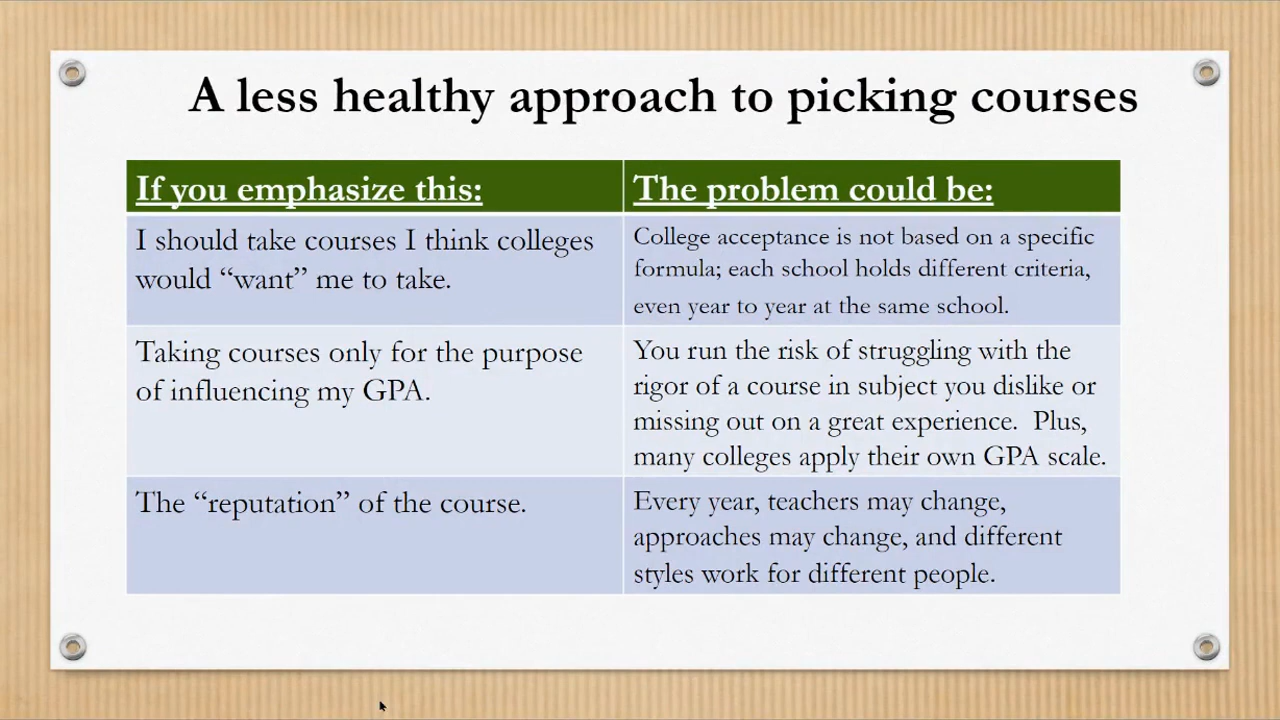 A less healthy approach to picking courses
If you emphasize this:
The problem could be:
I should take courses I think colleges
would “want” me to take.
College acceptance is not based on a specific
formula; each school holds different criteria,
even year to year at the same school.
Taking courses only for the purpose
of influencing my GPA.
You run the risk of struggling with the
rigor of a course in subject you dislike or
missing out on a great experience.  Plus,
many colleges apply their own GPA scale.
The “reputation” of the course.
Every year, teachers may change,
approaches may change, and different
styles work for different people.